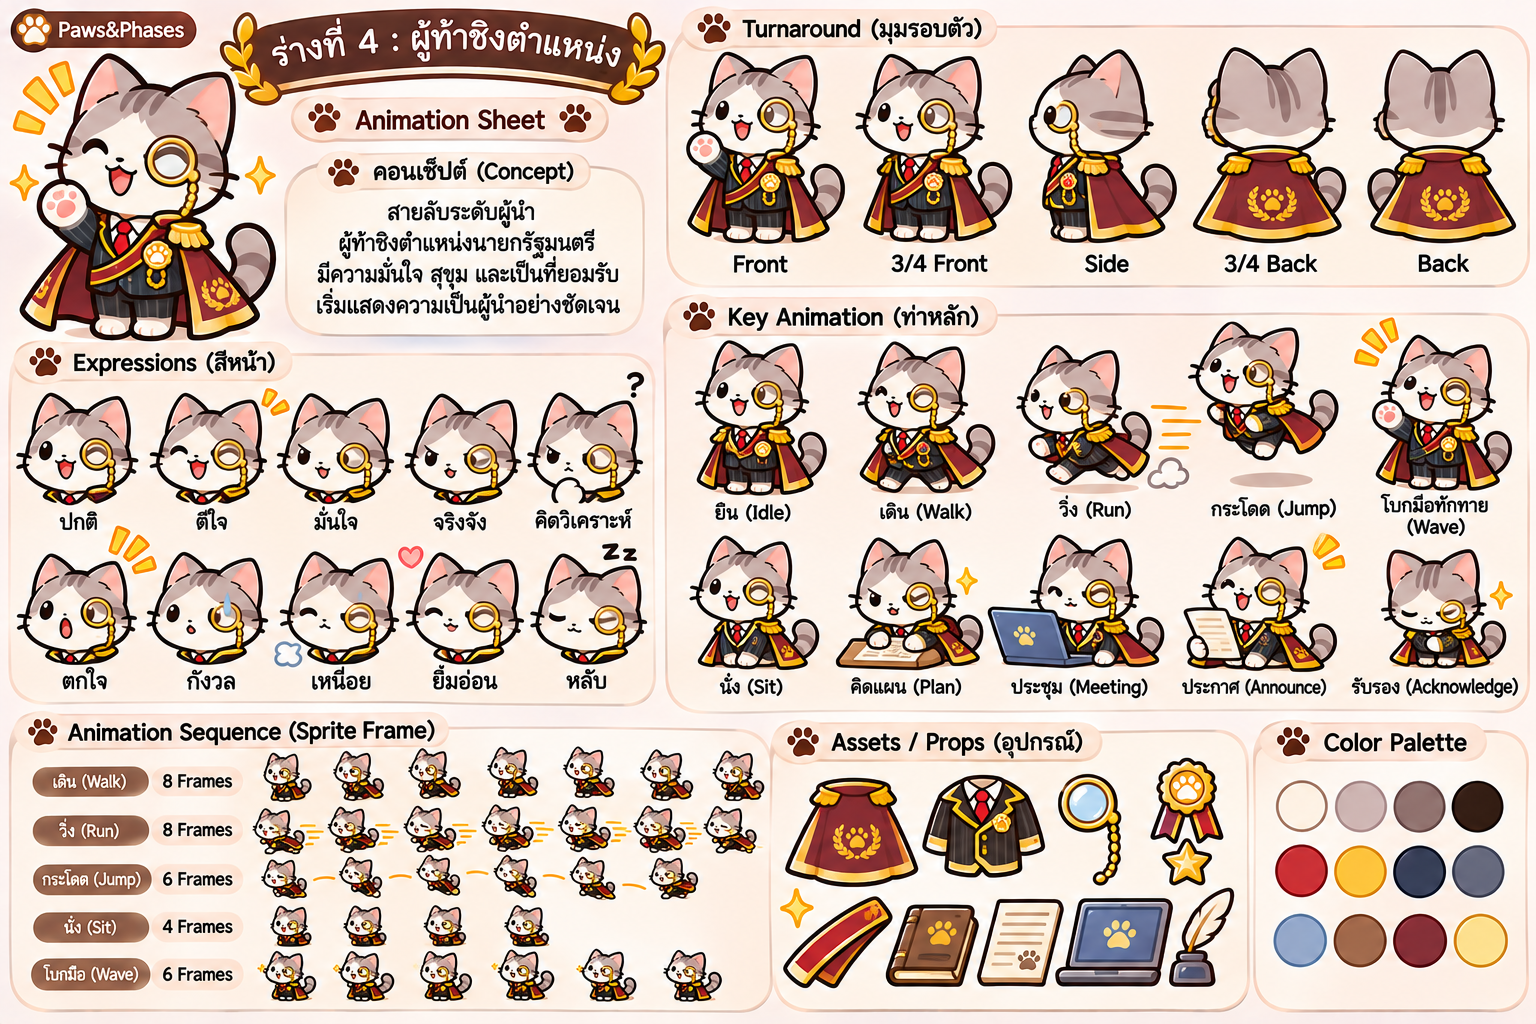 Paws&Phases
ร่างที่ 4 : ผู้ท้าชิงตำแหน่ง
Animation Sheet
คอนเซ็ปต์ (Concept)
สายลับระดับผู้นำ
ผู้ท้าชิงตำแหน่งนายกรัฐมนตรี
มีความมั่นใจ สุขุม และเป็นที่ยอมรับ
เริ่มแสดงความเป็นผู้นำอย่างชัดเจน
Turnaround (มุมรอบตัว)
Front
3/4 Front
Side
3/4 Back
Back
Expressions (สีหน้า)
?
ปกติ
ดีใจ
มั่นใจ
จริงจัง
คิดวิเคราะห์
Zz
ตกใจ
กังวล
เหนื่อย
ยิ้มอ่อน
หลับ
Key Animation (ท่าหลัก)
ยืน (Idle)
เดิน (Walk)
วิ่ง (Run)
กระโดด (Jump)
โบกมือทักทาย
(Wave)
นั่ง (Sit)
คิดแผน (Plan)
ประชุม (Meeting)
ประกาศ (Announce)
รับรอง (Acknowledge)
Animation Sequence (Sprite Frame)
เดิน (Walk) 8 Frames
วิ่ง (Run) 8 Frames
กระโดด (Jump) 6 Frames
นั่ง (Sit) 4 Frames
โบกมือ (Wave) 6 Frames
Assets / Props (อุปกรณ์)
Color Palette